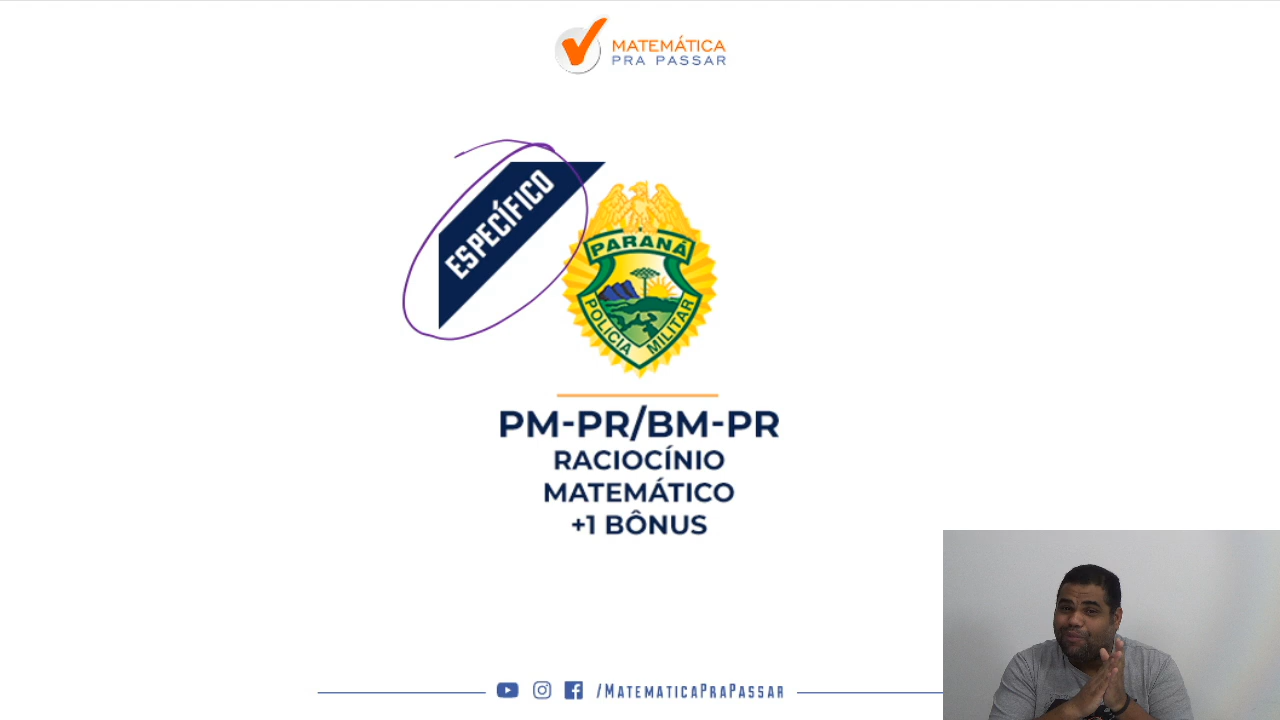 MATEMÁTICA
PRA PASSAR
ESPECÍFICO
PARANÁ
POLÍCIA MILITAR
PM-PR/BM-PR
RACIOCÍNIO
MATEMÁTICO
+1 BÔNUS
/MATEMATICAPRAPASSAR